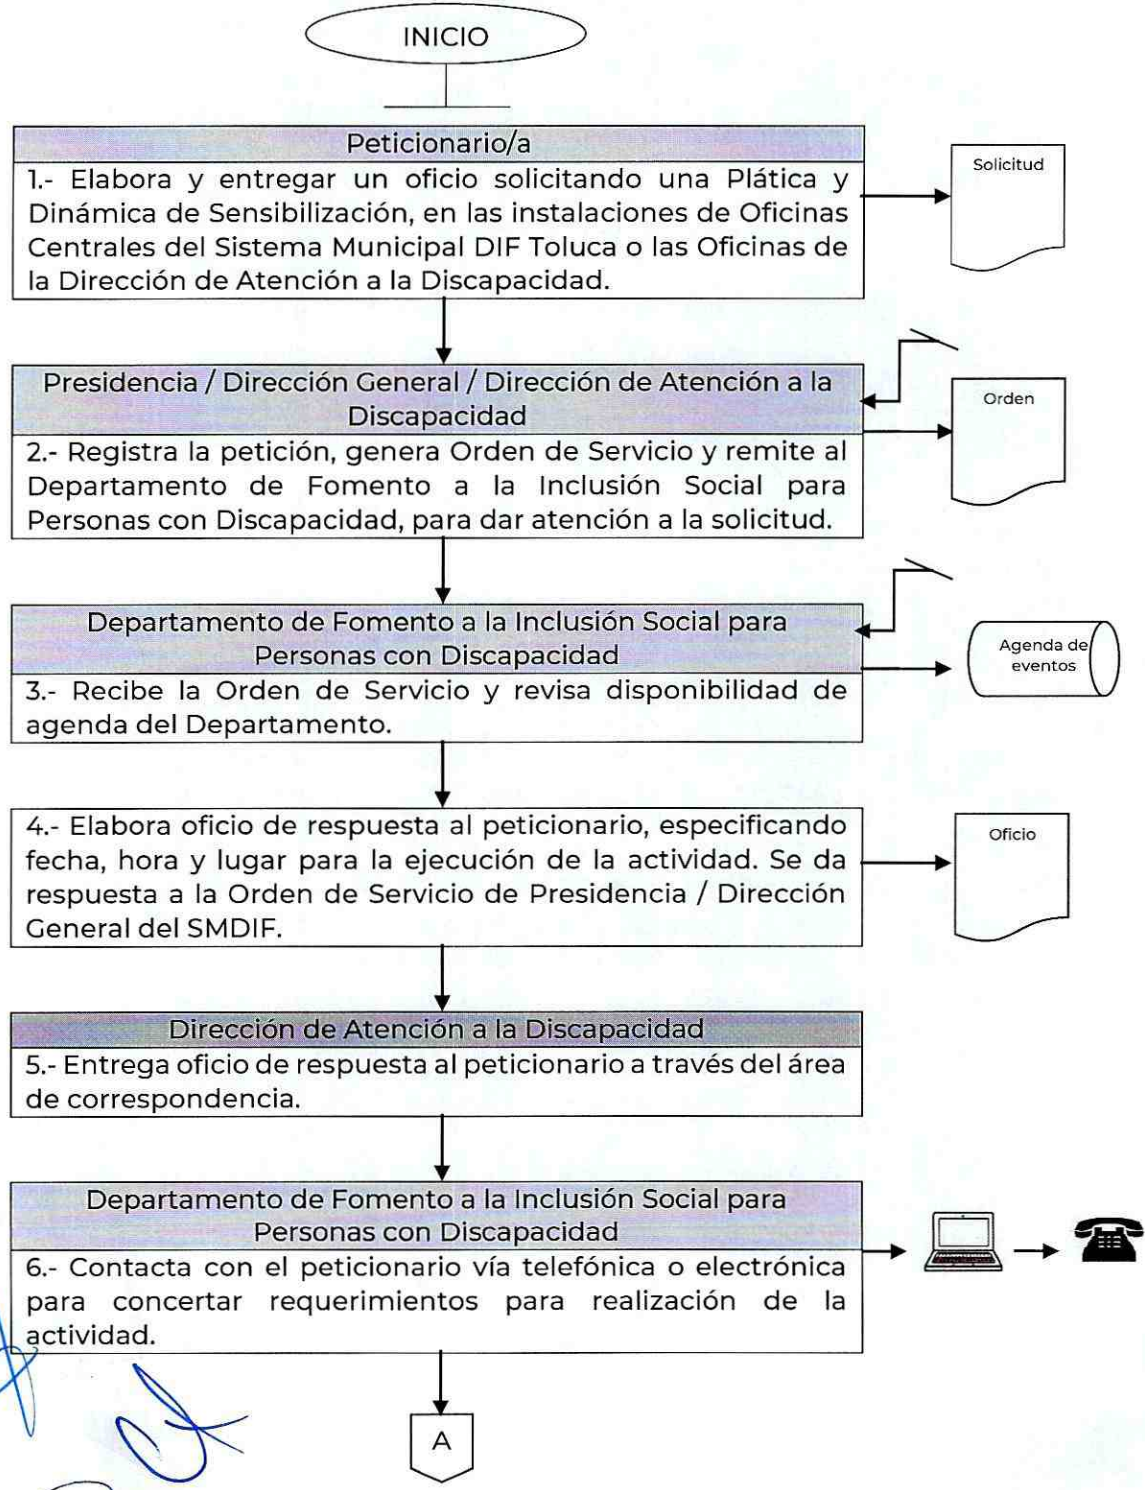 INICIO
Peticionario/a
1.- Elabora y entregar un oficio solicitando una Plática y
Dinámica de Sensibilización, en las instalaciones de Oficinas
Centrales del Sistema Municipal DIF Toluca o las Oficinas de
la Dirección de Atención a la Discapacidad.
Solicitud
Presidencia / Dirección General / Dirección de Atención a la
Discapacidad
2.- Registra la petición, genera Orden de Servicio y remite al
Departamento de Fomento a la Inclusión Social para
Personas con Discapacidad, para dar atención a la solicitud.
Orden
Departamento de Fomento a la Inclusión Social para
Personas con Discapacidad
3.- Recibe la Orden de Servicio y revisa disponibilidad de
agenda del Departamento.
Agenda de
eventos
4.- Elabora oficio de respuesta al peticionario, especificando
fecha, hora y lugar para la ejecución de la actividad. Se da
respuesta a la Orden de Servicio de Presidencia / Dirección
General del SMDIF.
Oficio
Dirección de Atención a la Discapacidad
5.- Entrega oficio de respuesta al peticionario a través del área
de correspondencia.
Departamento de Fomento a la Inclusión Social para
Personas con Discapacidad
6.- Contacta con el peticionario vía telefónica o electrónica
para concertar requerimientos para realización de la
actividad.
A